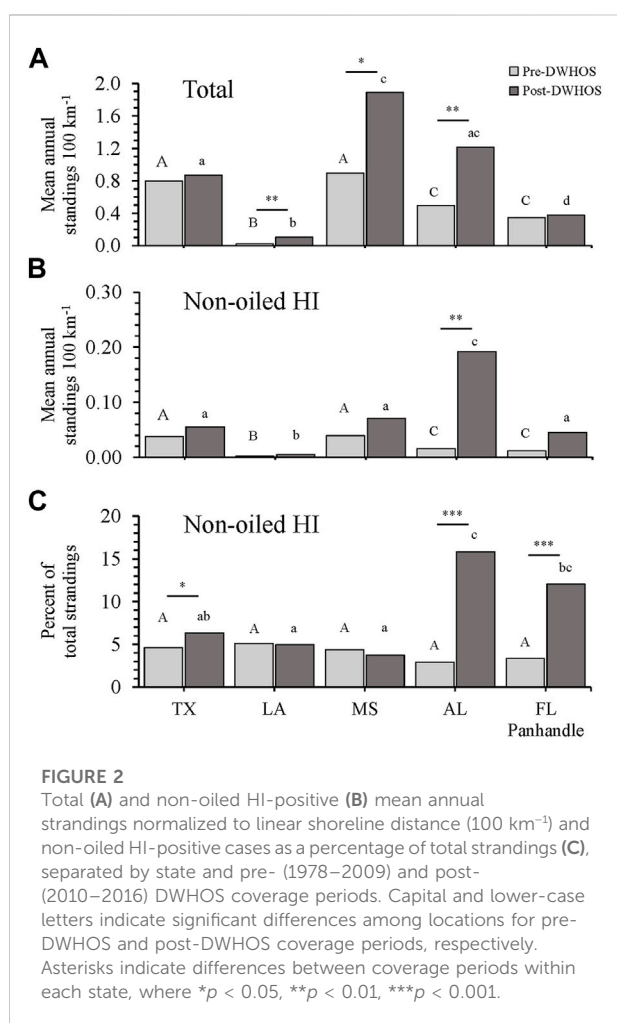 A
Total
Pre-DWHOS
Post-DWHOS
Mean annual
standings 100 km⁻¹
2.0
1.6
1.2
0.8
0.4
0.0
A a
** B b
* A c
** C ac
C d
B
Non-oiled HI
Mean annual
standings 100 km⁻¹
0.30
0.20
0.10
0.00
A a
B b
A a
** C c
C a
C
Non-oiled HI
Percent of
total strandings
20
15
10
5
0
* A ab
A a
A a
*** A c
*** A bc
TX LA MS AL FL
Panhandle
FIGURE 2
Total (A) and non-oiled HI-positive (B) mean annual
strandings normalized to linear shoreline distance (100 km⁻¹) and
non-oiled HI-positive cases as a percentage of total strandings (C),
separated by state and pre- (1978–2009) and post-
(2010–2016) DWHOS coverage periods. Capital and lower-case
letters indicate significant differences among locations for pre-
DWHOS and post-DWHOS coverage periods, respectively.
Asterisks indicate differences between coverage periods within
each state, where *p < 0.05, **p < 0.01, ***p < 0.001.